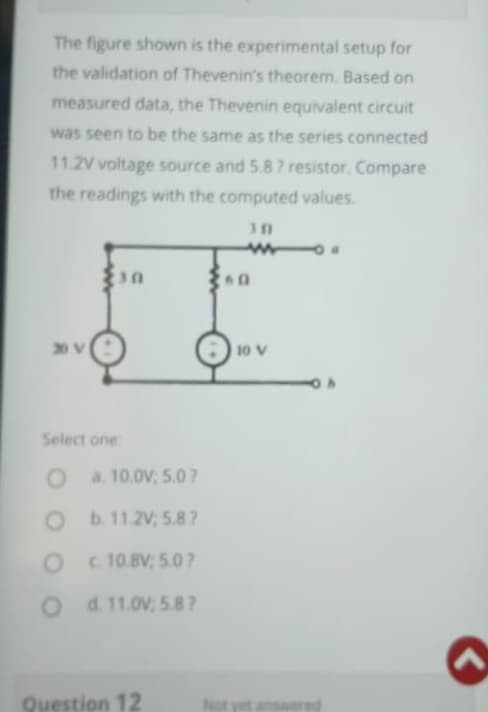 The figure shown is the experimental setup for
the validation of Thevenin's theorem. Based on
measured data, the Thevenin equivalent circuit
was seen to be the same as the series connected
11.2V voltage source and 5.8 ? resistor. Compare
the readings with the computed values.
3 Ω
a
3 Ω
6 Ω
20 V
10 V
b
Select one:
a. 10.0V; 5.0 ?
b. 11.2V; 5.8 ?
c. 10.8V; 5.0 ?
d. 11.0V; 5.8 ?
Question 12
Not yet answered